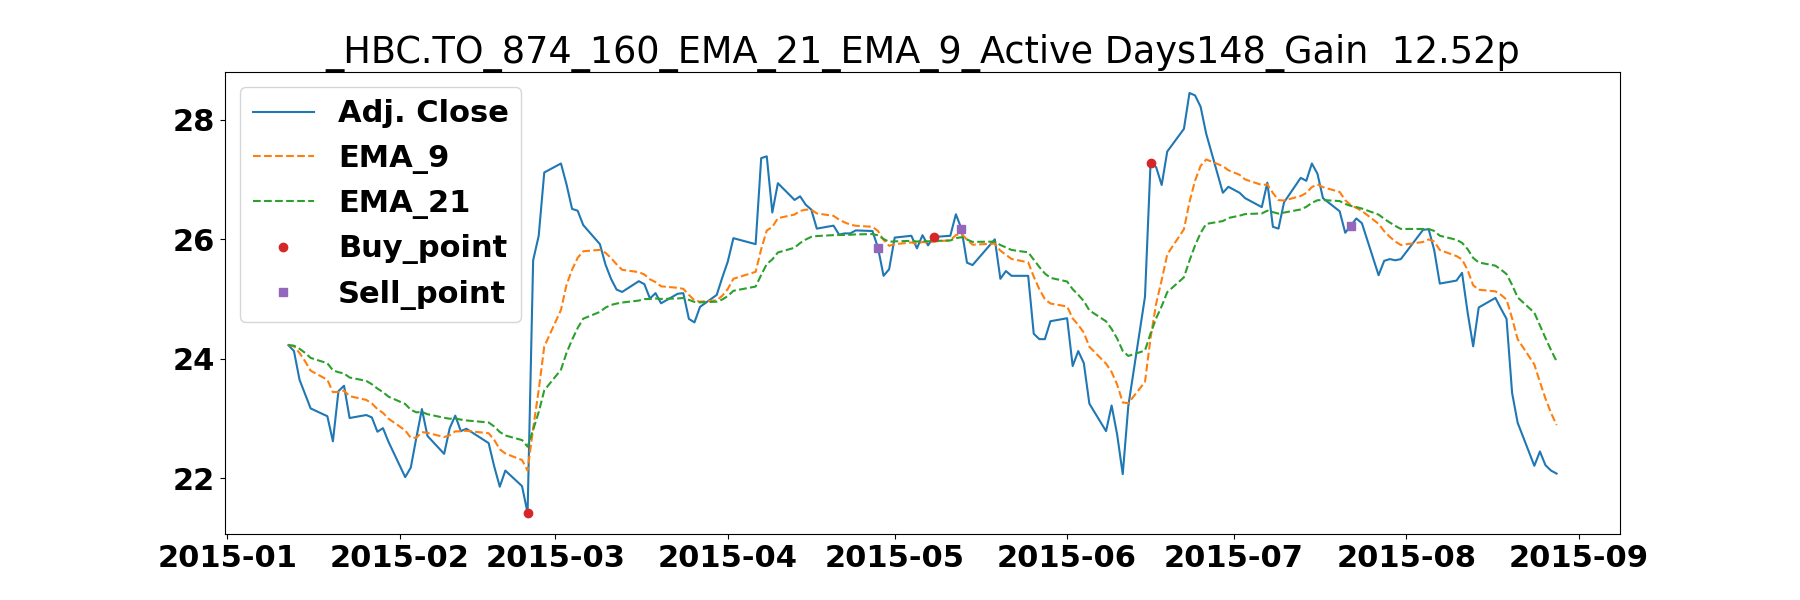 _HBC.TO_874_160_EMA_21_EMA_9_Active Days148_Gain  12.52p
Adj. Close
EMA_9
EMA_21
Buy_point
Sell_point
28
26
24
22
2015-01 2015-02 2015-03 2015-04 2015-05 2015-06 2015-07 2015-08 2015-09